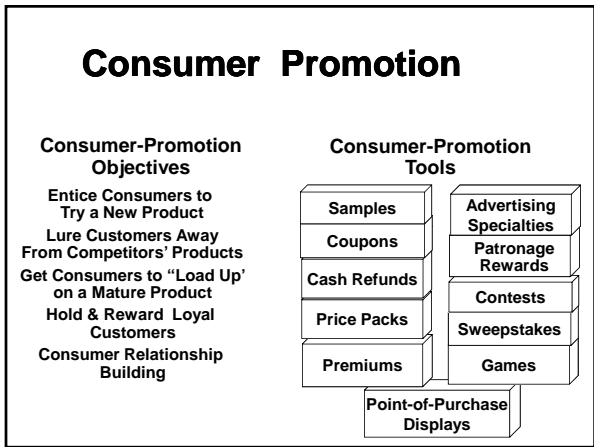 Consumer Promotion
Consumer-Promotion
Objectives
Entice Consumers to
Try a New Product
Lure Customers Away
From Competitors’ Products
Get Consumers to “Load Up’
on a Mature Product
Hold & Reward Loyal
Customers
Consumer Relationship
Building
Consumer-Promotion
Tools
Samples
Coupons
Cash Refunds
Price Packs
Premiums
Advertising
Specialties
Patronage
Rewards
Contests
Sweepstakes
Games
Point-of-Purchase
Displays